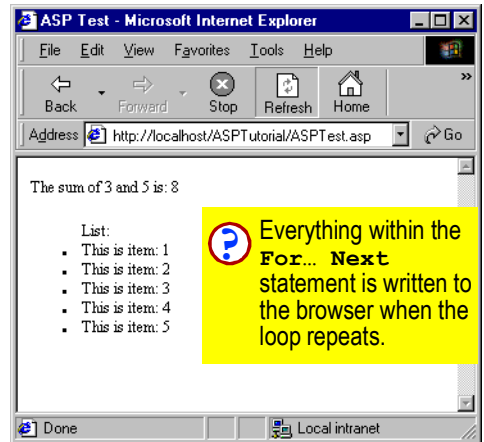 ASP Test - Microsoft Internet Explorer
File Edit View Favorites Tools Help
Back Forward Stop Refresh Home »
Address http://localhost/ASPTutorial/ASPTest.asp Go
The sum of 3 and 5 is: 8
List:
This is item: 1
This is item: 2
This is item: 3
This is item: 4
This is item: 5
? Everything within the
For… Next
statement is written to
the browser when the
loop repeats.
Done Local intranet